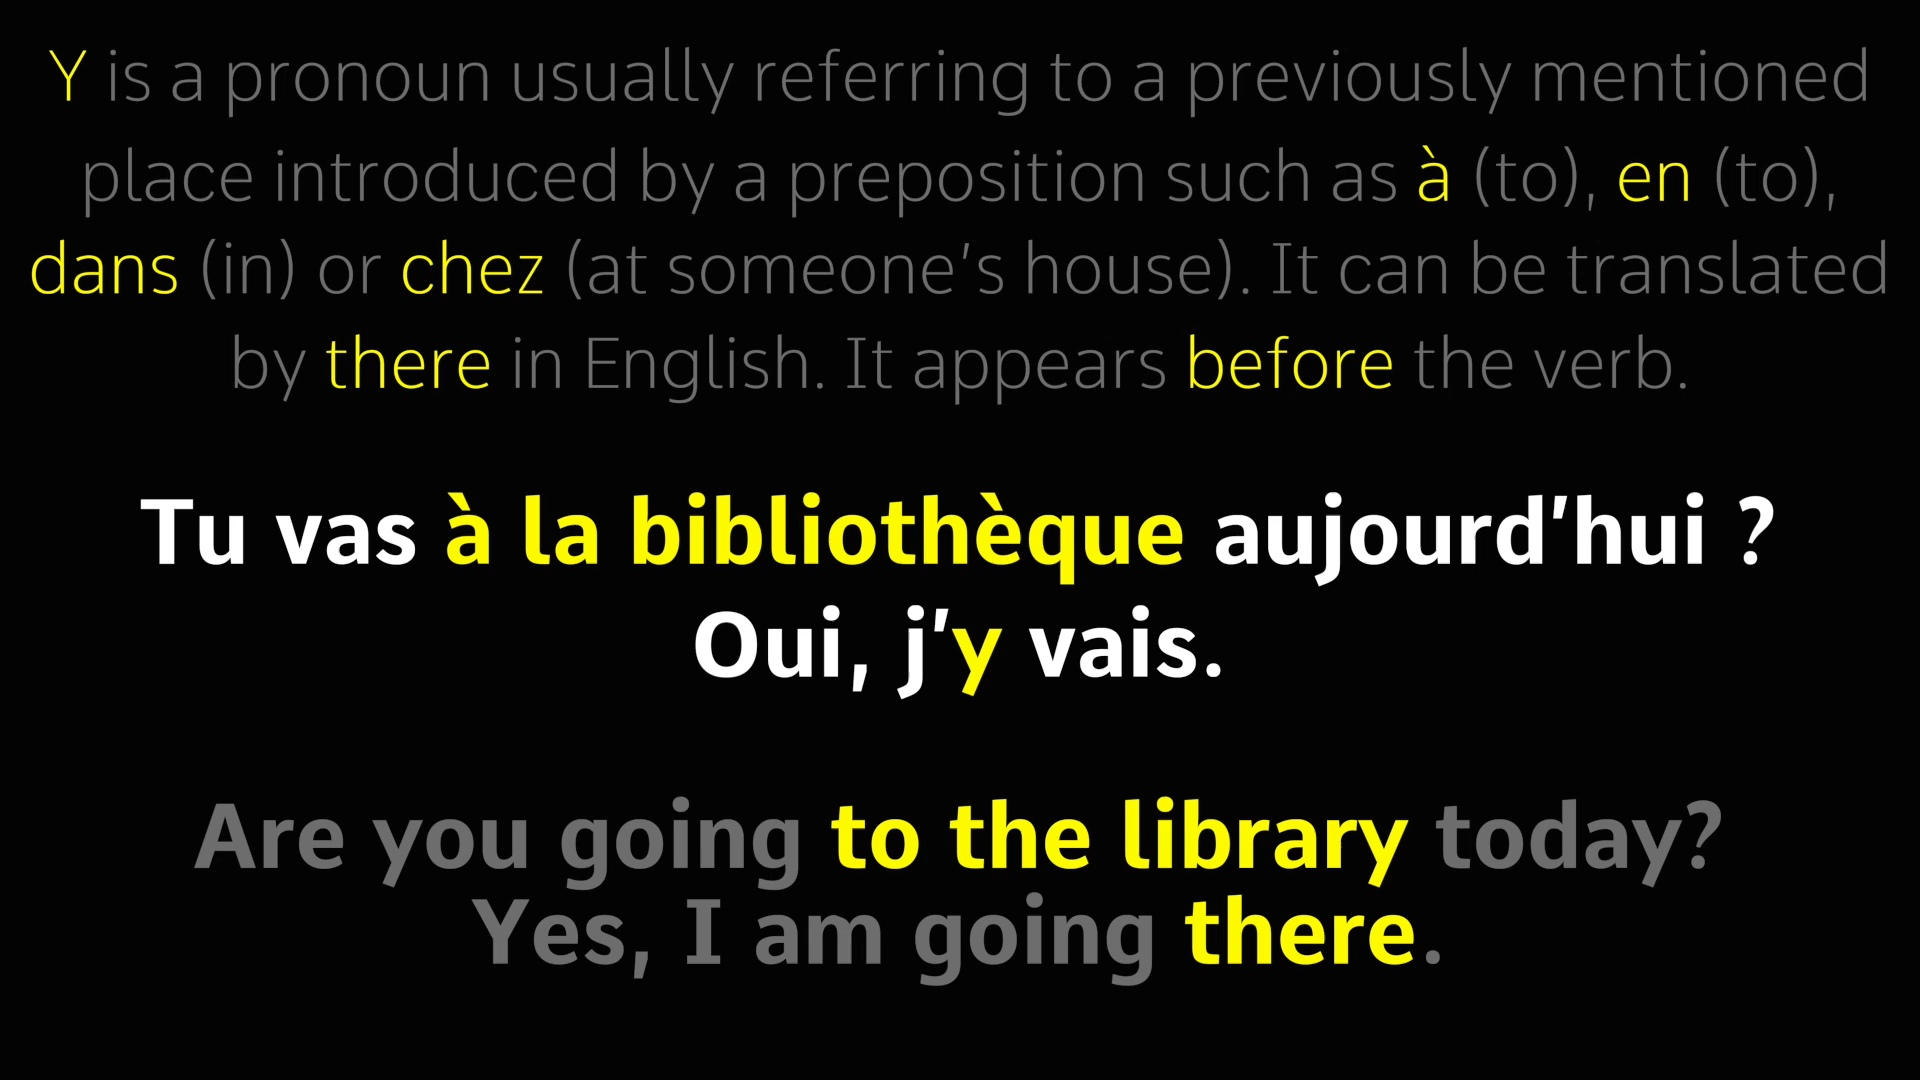 Y is a pronoun usually referring to a previously mentioned
place introduced by a preposition such as à (to), en (to),
dans (in) or chez (at someone's house). It can be translated
by there in English. It appears before the verb.
Tu vas à la bibliothèque aujourd'hui ?
Oui, j'y vais.
Are you going to the library today?
Yes, I am going there.